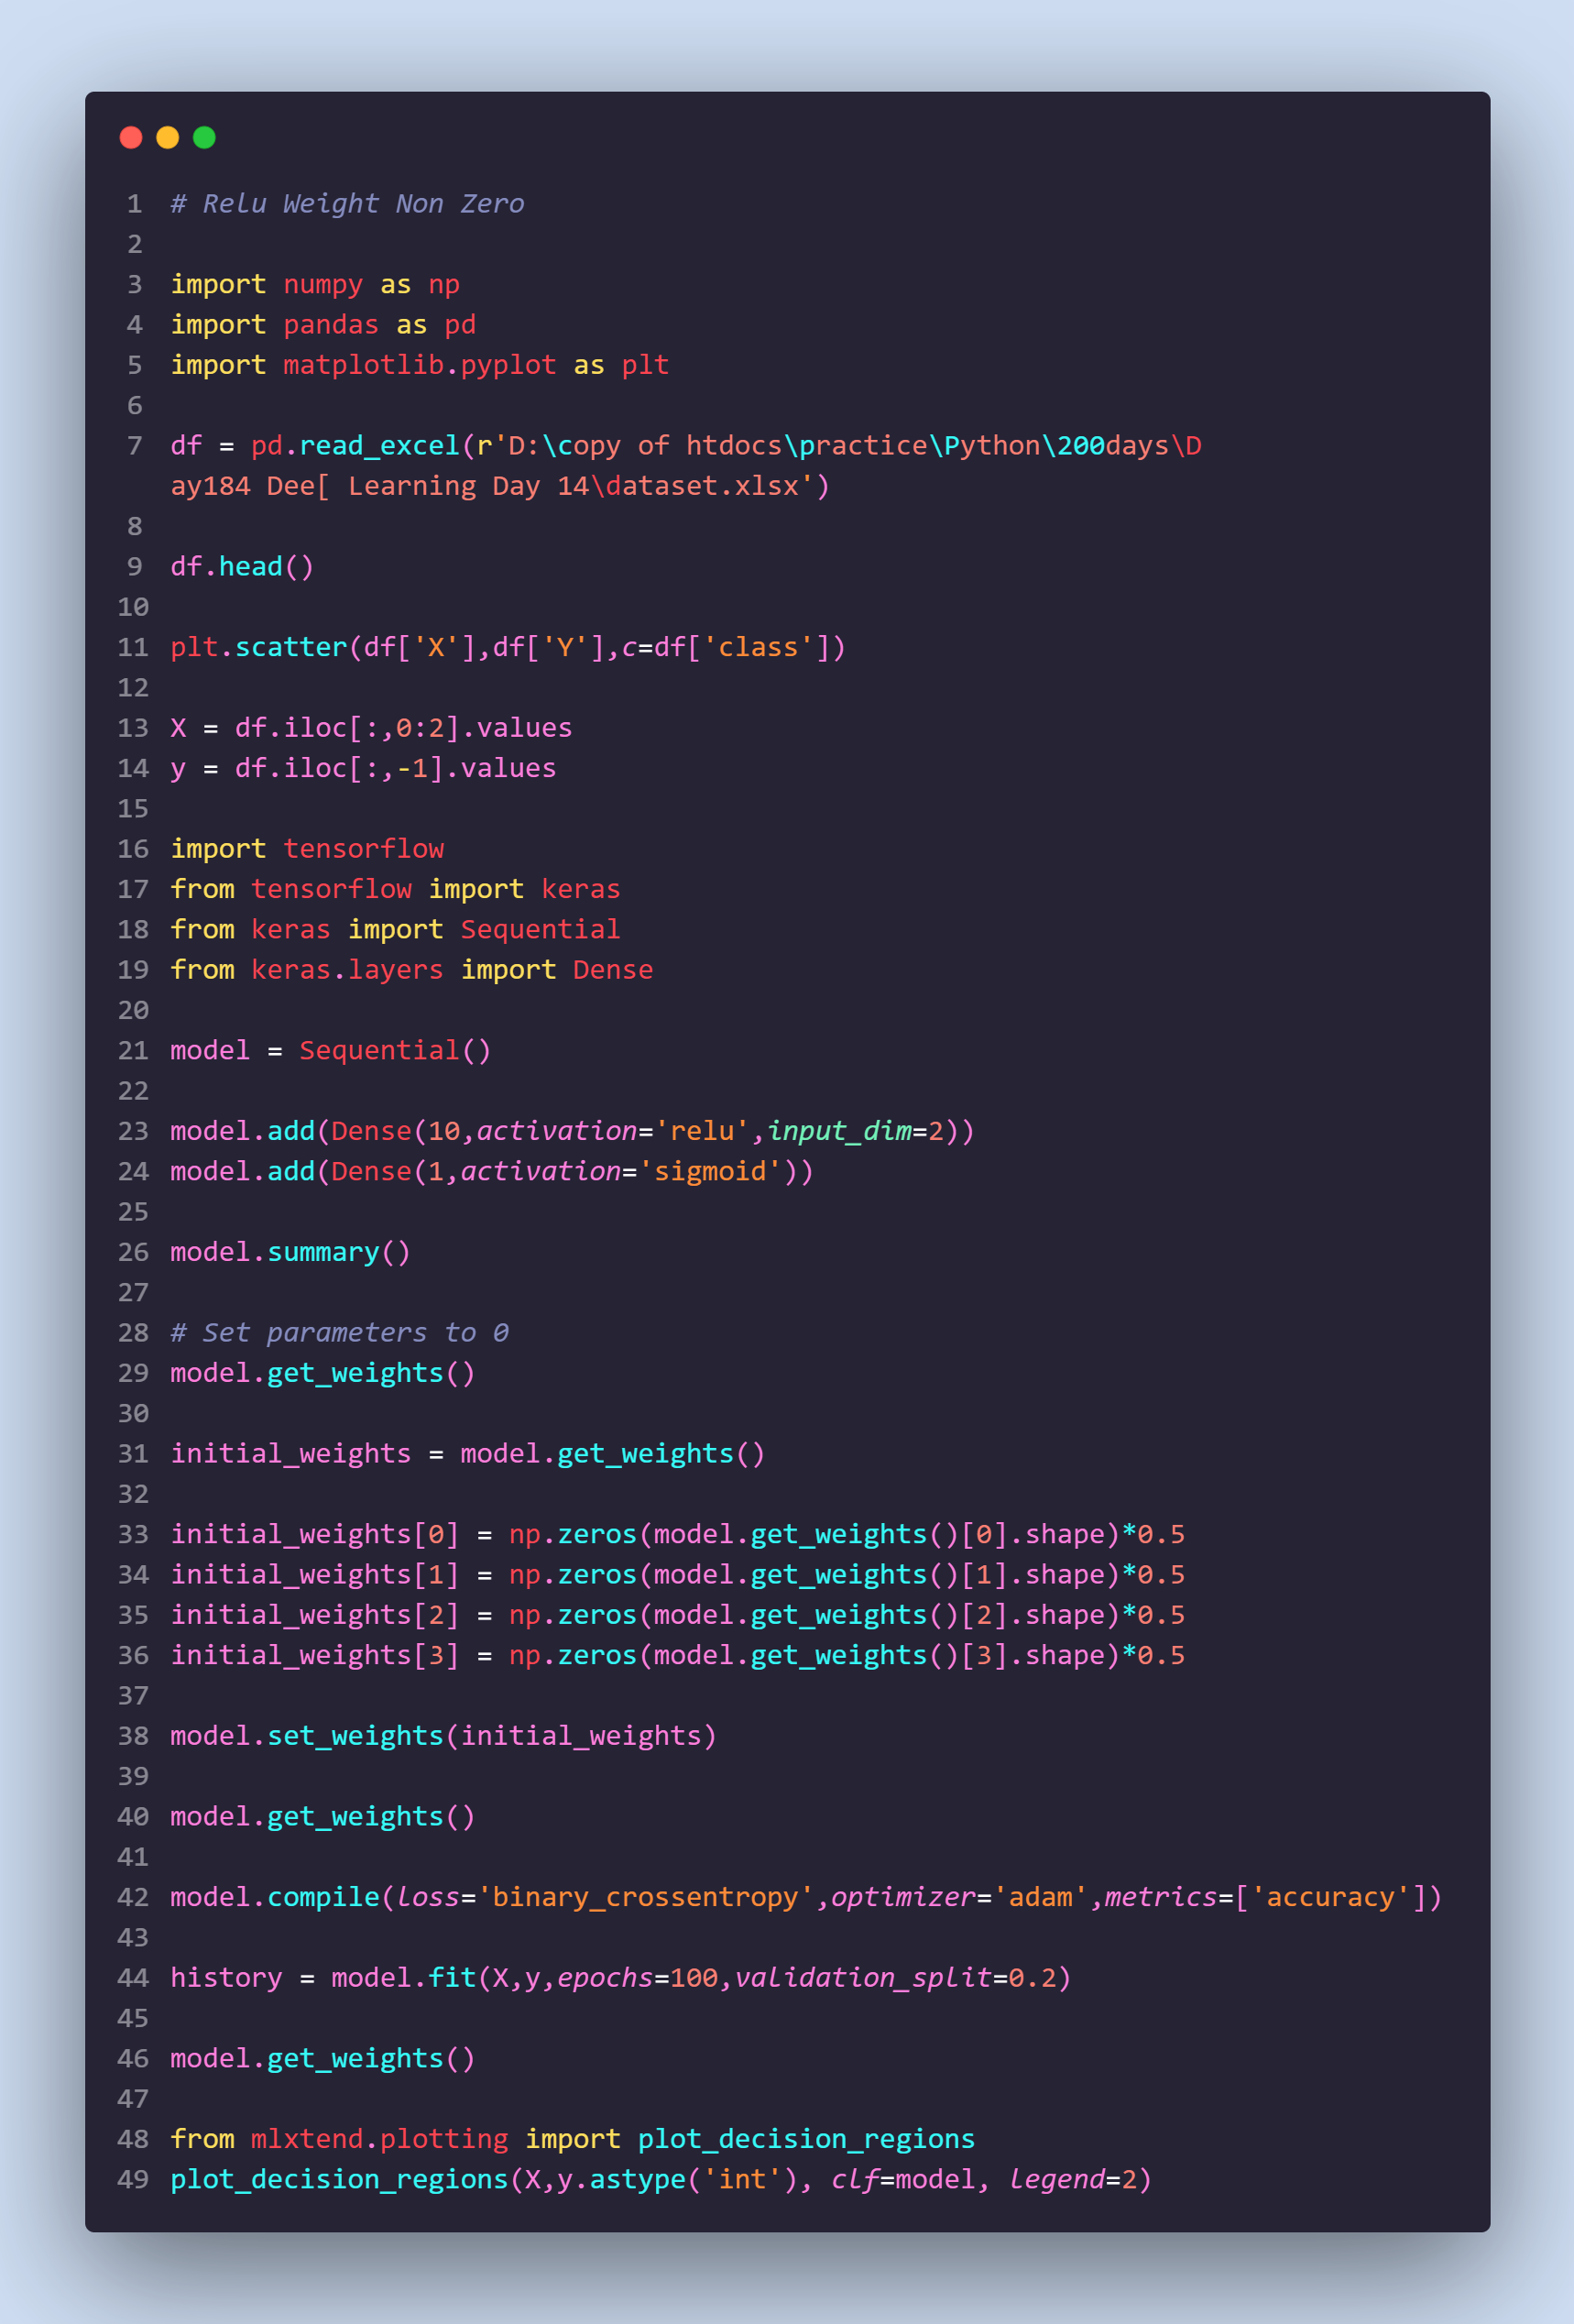 1 # Relu Weight Non Zero
2
3 import numpy as np
4 import pandas as pd
5 import matplotlib.pyplot as plt
6
7 df = pd.read_excel(r'D:\copy of htdocs\practice\Python\200days\D
ay184 Dee[ Learning Day 14\dataset.xlsx')
8
9 df.head()
10
11 plt.scatter(df['X'],df['Y'],c=df['class'])
12
13 X = df.iloc[:,0:2].values
14 y = df.iloc[:,-1].values
15
16 import tensorflow
17 from tensorflow import keras
18 from keras import Sequential
19 from keras.layers import Dense
20
21 model = Sequential()
22
23 model.add(Dense(10,activation='relu',input_dim=2))
24 model.add(Dense(1,activation='sigmoid'))
25
26 model.summary()
27
28 # Set parameters to 0
29 model.get_weights()
30
31 initial_weights = model.get_weights()
32
33 initial_weights[0] = np.zeros(model.get_weights()[0].shape)*0.5
34 initial_weights[1] = np.zeros(model.get_weights()[1].shape)*0.5
35 initial_weights[2] = np.zeros(model.get_weights()[2].shape)*0.5
36 initial_weights[3] = np.zeros(model.get_weights()[3].shape)*0.5
37
38 model.set_weights(initial_weights)
39
40 model.get_weights()
41
42 model.compile(loss='binary_crossentropy',optimizer='adam',metrics=['accuracy'])
43
44 history = model.fit(X,y,epochs=100,validation_split=0.2)
45
46 model.get_weights()
47
48 from mlxtend.plotting import plot_decision_regions
49 plot_decision_regions(X,y.astype('int'), clf=model, legend=2)